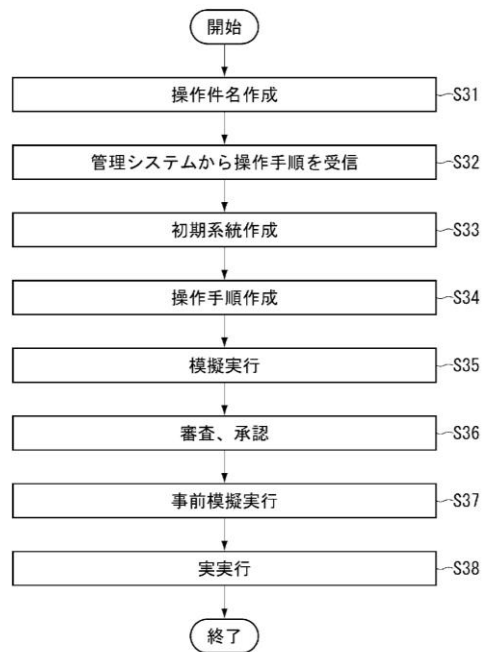 開始
操作件名作成
S31
管理システムから操作手順を受信
S32
初期系統作成
S33
操作手順作成
S34
模擬実行
S35
審査、承認
S36
事前模擬実行
S37
実実行
S38
終了